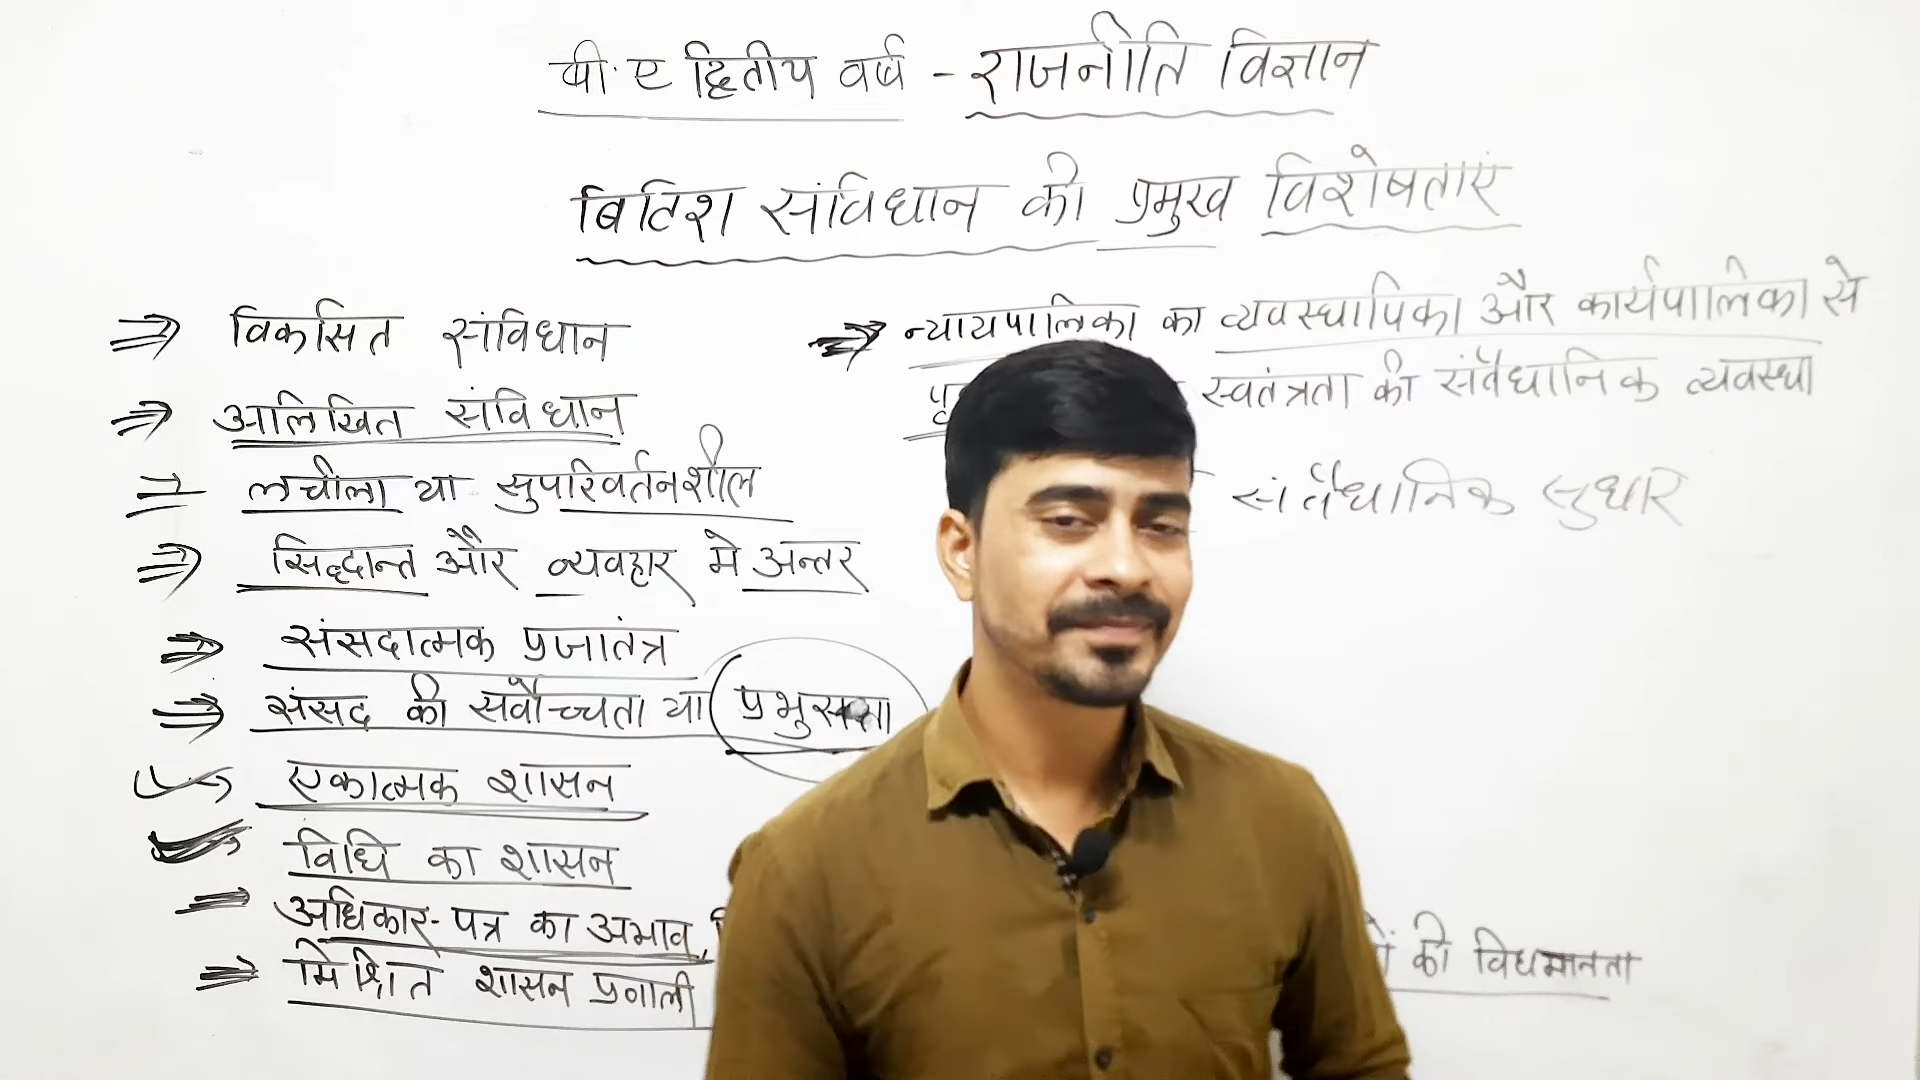 बी.ए द्वितीय वर्ष - राजनीति विज्ञान
ब्रिटिश संविधान की प्रमुख विशेषताएं
⇒ विकसित संविधान
⇒ अलिखित संविधान
⇒ लचीला या सुपरिवर्तनशील
⇒ सिद्धान्त और व्यवहार मे अन्तर
⇒ संसदात्मक प्रजातंत्र
⇒ संसद की सर्वोच्चता या प्रभुसत्ता
→ एकात्मक शासन
→ विधि का शासन
⇒ अधिकार-पत्र का अभाव,
ों की विद्यमानता
⇒ मिश्रित शासन प्रणाली
⇒ न्यायपालिका का व्यवस्थापिका और कार्यपालिका से
स्वतंत्रता की संवैधानिक व्यवस्था
संवैधानिक सुधार